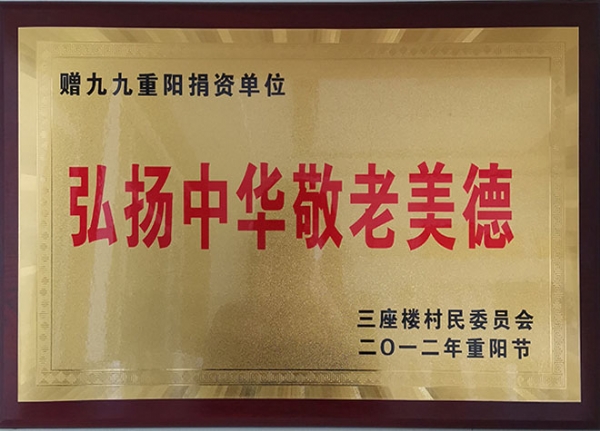 赠九九重阳捐资单位
弘扬中华敬老美德
三座楼村民委员会
二〇一二年重阳节